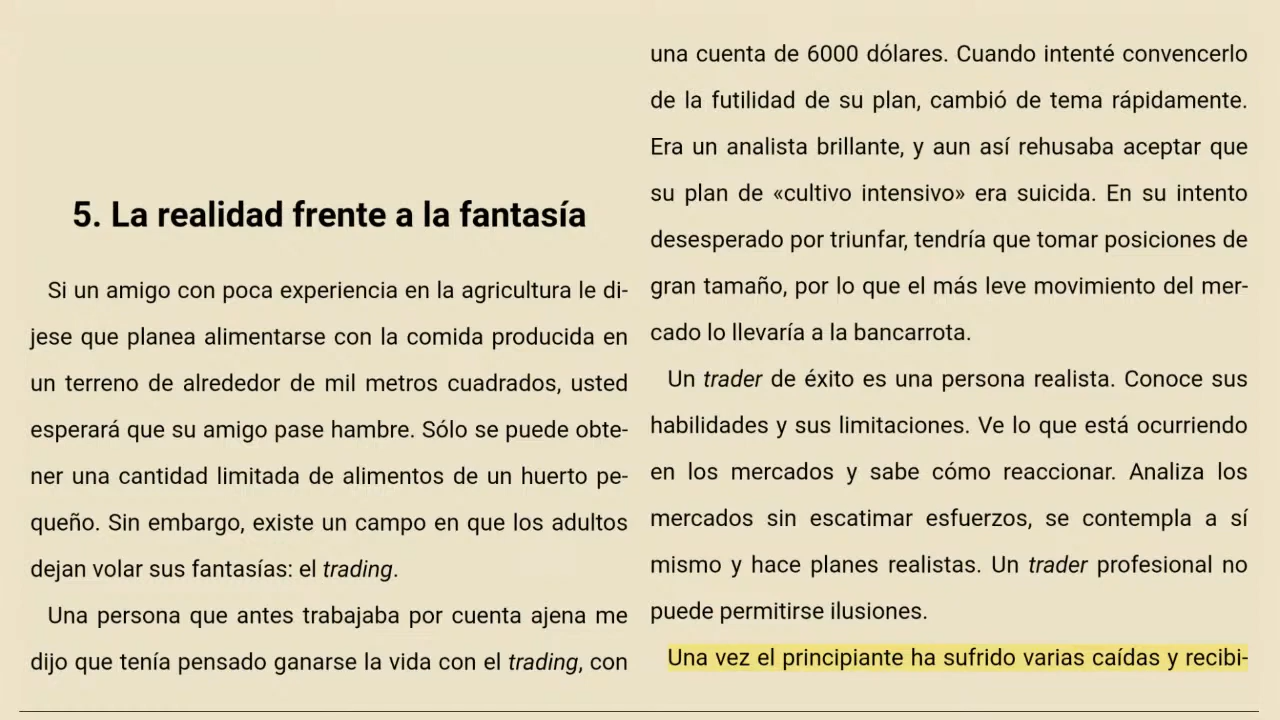 5. La realidad frente a la fantasía
Si un amigo con poca experiencia en la agricultura le di-
jese que planea alimentarse con la comida producida en
un terreno de alrededor de mil metros cuadrados, usted
esperará que su amigo pase hambre. Sólo se puede obte-
ner una cantidad limitada de alimentos de un huerto pe-
queño. Sin embargo, existe un campo en que los adultos
dejan volar sus fantasías: el trading.
Una persona que antes trabajaba por cuenta ajena me
dijo que tenía pensado ganarse la vida con el trading, con
una cuenta de 6000 dólares. Cuando intenté convencerlo
de la futilidad de su plan, cambió de tema rápidamente.
Era un analista brillante, y aun así rehusaba aceptar que
su plan de «cultivo intensivo» era suicida. En su intento
desesperado por triunfar, tendría que tomar posiciones de
gran tamaño, por lo que el más leve movimiento del mer-
cado lo llevaría a la bancarrota.
Un trader de éxito es una persona realista. Conoce sus
habilidades y sus limitaciones. Ve lo que está ocurriendo
en los mercados y sabe cómo reaccionar. Analiza los
mercados sin escatimar esfuerzos, se contempla a sí
mismo y hace planes realistas. Un trader profesional no
puede permitirse ilusiones.
Una vez el principiante ha sufrido varias caídas y recibi-